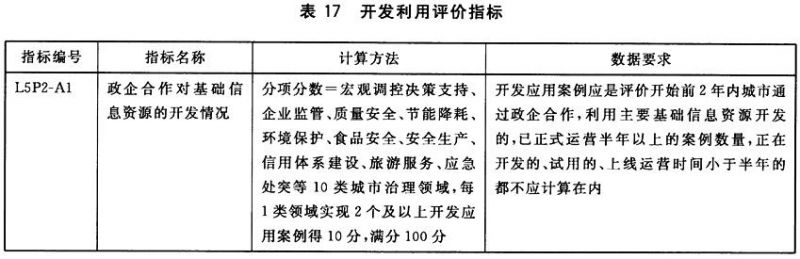 表 17 开发利用评价指标
指标编号 指标名称 计算方法 数据要求
L5P2-A1
政企合作对基础信
息资源的开发情况
分项分数＝宏观调控决策支持、
企业监管、质量安全、节能降耗、
环境保护、食品安全、安全生产、
信用体系建设、旅游服务、应急
处突等 10 类城市治理领域,每
1 类领域实现 2 个及以上开发应
用案例得 10 分,满分 100 分
开发应用案例应是评价开始前 2 年内城市通
过政企合作,利用主要基础信息资源开发
的,已正式运营半年以上的案例数量,正在
开发的、试用的、上线运营时间小于半年的
都不应计算在内